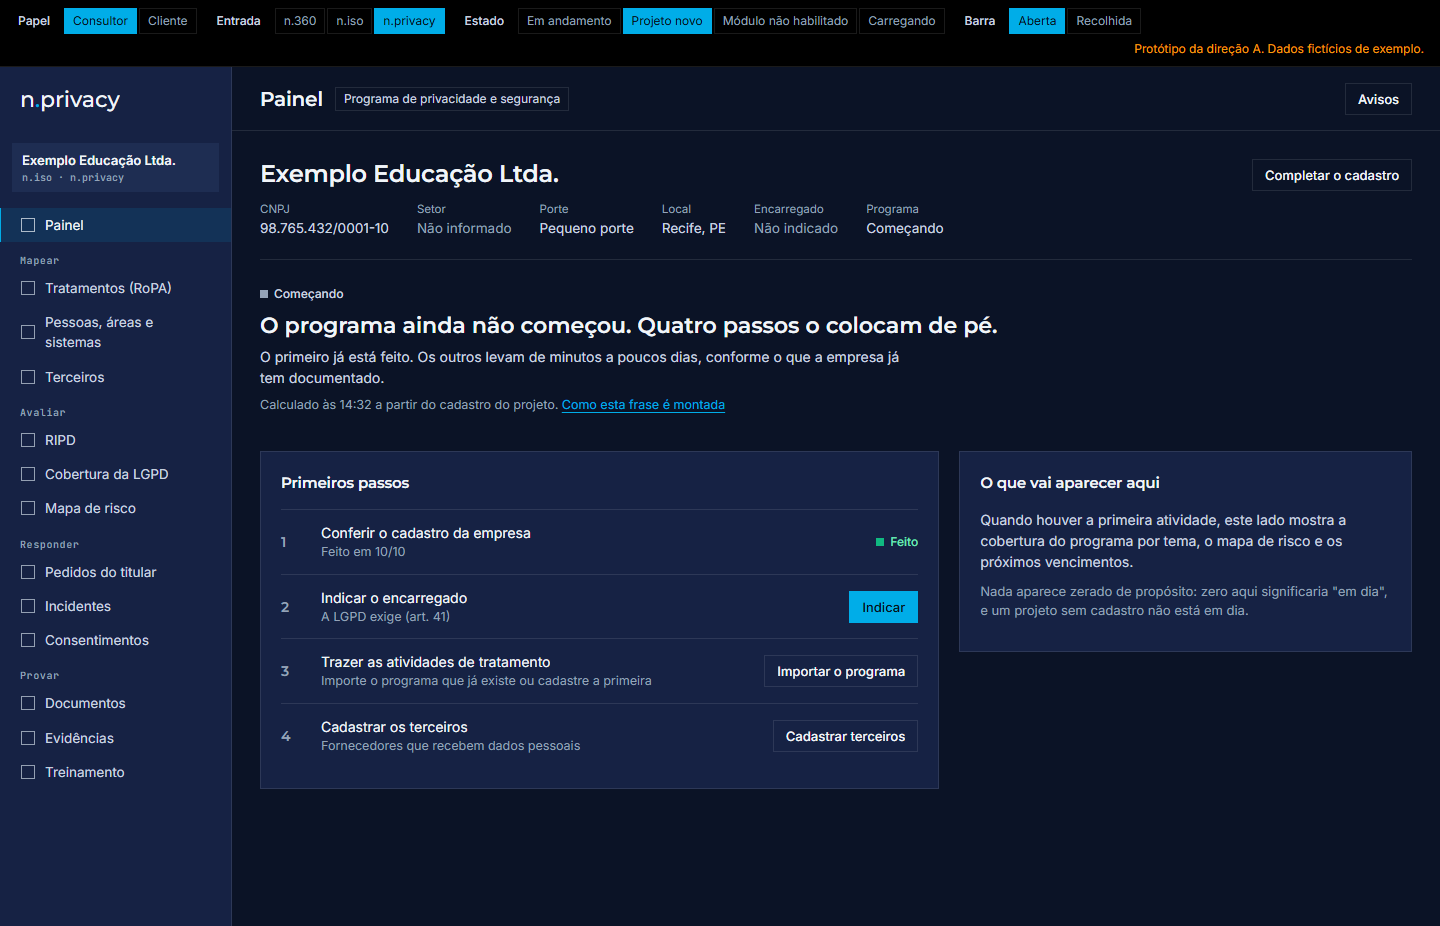 Papel Consultor Cliente Entrada n.360 n.iso n.privacy Estado Em andamento Projeto novo Módulo não habilitado Carregando Barra Aberta Recolhida
Protótipo da direção A. Dados fictícios de exemplo.
n.privacy
Exemplo Educação Ltda.
n.iso · n.privacy
Painel
Mapear
Tratamentos (RoPA)
Pessoas, áreas e
sistemas
Terceiros
Avaliar
RIPD
Cobertura da LGPD
Mapa de risco
Responder
Pedidos do titular
Incidentes
Consentimentos
Provar
Documentos
Evidências
Treinamento
Painel Programa de privacidade e segurança Avisos
Exemplo Educação Ltda. Completar o cadastro
CNPJ Setor Porte Local Encarregado Programa
98.765.432/0001-10 Não informado Pequeno porte Recife, PE Não indicado Começando
Começando
O programa ainda não começou. Quatro passos o colocam de pé.
O primeiro já está feito. Os outros levam de minutos a poucos dias, conforme o que a empresa já
tem documentado.
Calculado às 14:32 a partir do cadastro do projeto. Como esta frase é montada
Primeiros passos
1 Conferir o cadastro da empresa
Feito em 10/10
Feito
2 Indicar o encarregado
A LGPD exige (art. 41)
Indicar
3 Trazer as atividades de tratamento
Importe o programa que já existe ou cadastre a primeira
Importar o programa
4 Cadastrar os terceiros
Fornecedores que recebem dados pessoais
Cadastrar terceiros
O que vai aparecer aqui
Quando houver a primeira atividade, este lado mostra a
cobertura do programa por tema, o mapa de risco e os
próximos vencimentos.
Nada aparece zerado de propósito: zero aqui significaria "em dia",
e um projeto sem cadastro não está em dia.